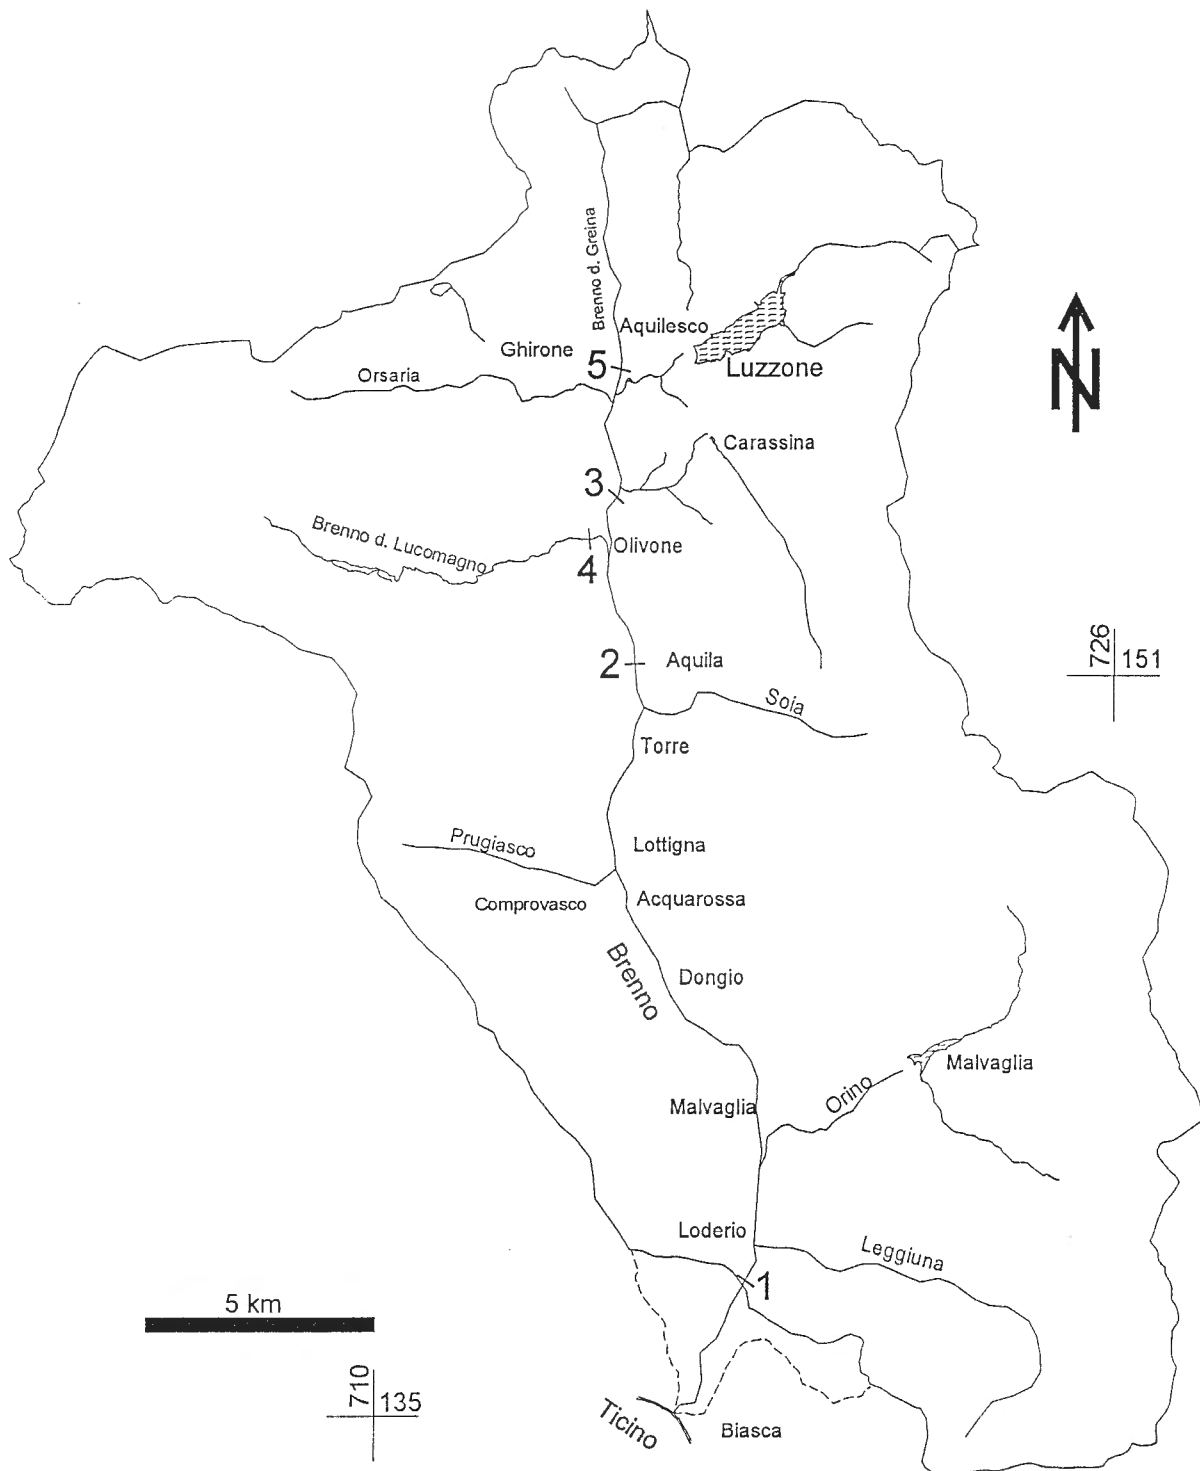 Brenno d. Greina
Aquilesco
Ghirone
5
Luzzone
Orsaria
N
Carassina
3
Brenno d. Lucomagno
Olivone
4
726
151
2
Aquila
Soia
Torre
Prugiasco
Lottigna
Comprovasco
Acquarossa
Brenno
Dongio
Malvaglia
Orino
Malvaglia
Loderio
Leggiuna
1
5 km
710
135
Ticino
Biasca